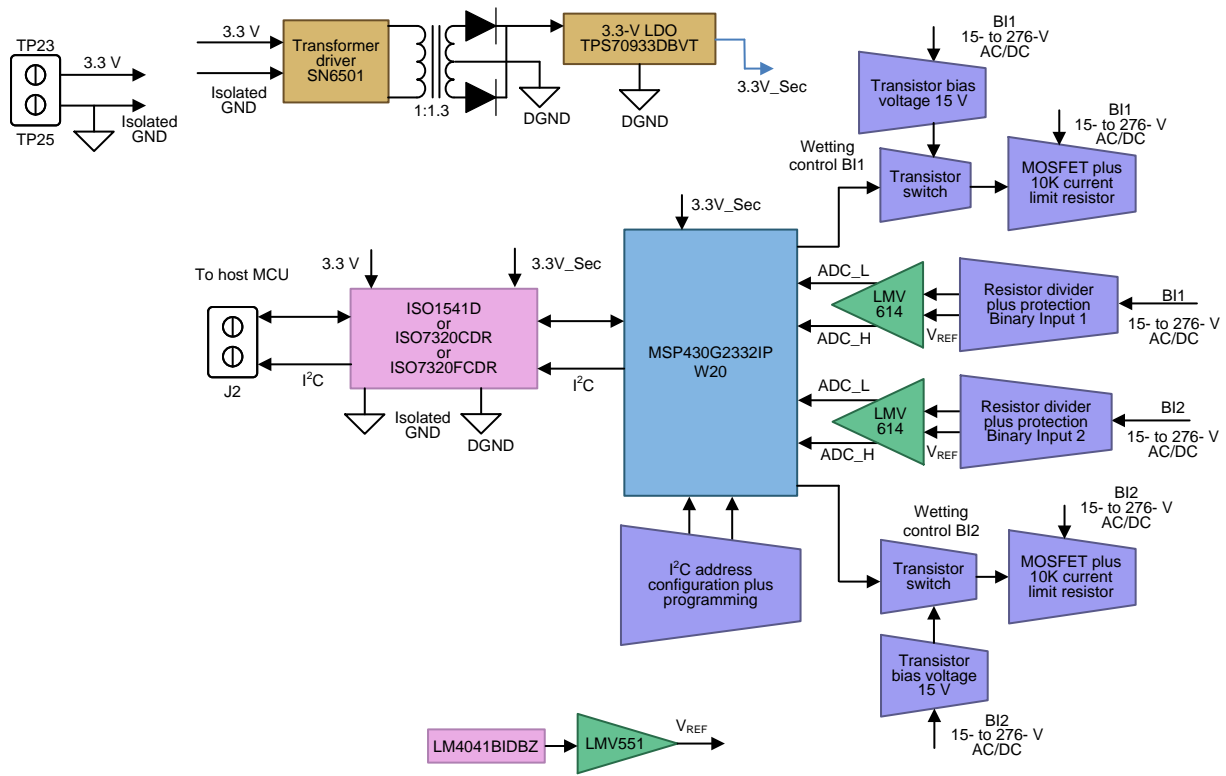 TP23
3.3 V
Isolated
GND
TP25
3.3 V
Isolated
GND
Transformer
driver
SN6501
1:1.3
DGND
3.3-V LDO
TPS70933DBVT
DGND
3.3V_Sec
BI1
15- to 276-V
AC/DC
Transistor bias
voltage 15 V
Wetting
control BI1
Transistor
switch
BI1
15- to 276- V
AC/DC
MOSFET plus
10K current
limit resistor
3.3V_Sec
MSP430G2332IP
W20
To host MCU
J2
I²C
3.3 V
3.3V_Sec
ISO1541D
or
ISO7320CDR
or
ISO7320FCDR
Isolated
GND
DGND
I²C
ADC_L
ADC_H
LMV
614
VREF
Resistor divider
plus protection
Binary Input 1
BI1
15- to 276-V
AC/DC
ADC_L
ADC_H
LMV
614
VREF
Resistor divider
plus protection
Binary Input 2
BI2
15- to 276-V
AC/DC
I²C address
configuration plus
programming
Wetting
control BI2
Transistor
switch
BI2
15- to 276- V
AC/DC
MOSFET plus
10K current
limit resistor
Transistor
bias voltage
15 V
BI2
15- to 276- V
AC/DC
LM4041BIDBZ
LMV551
VREF